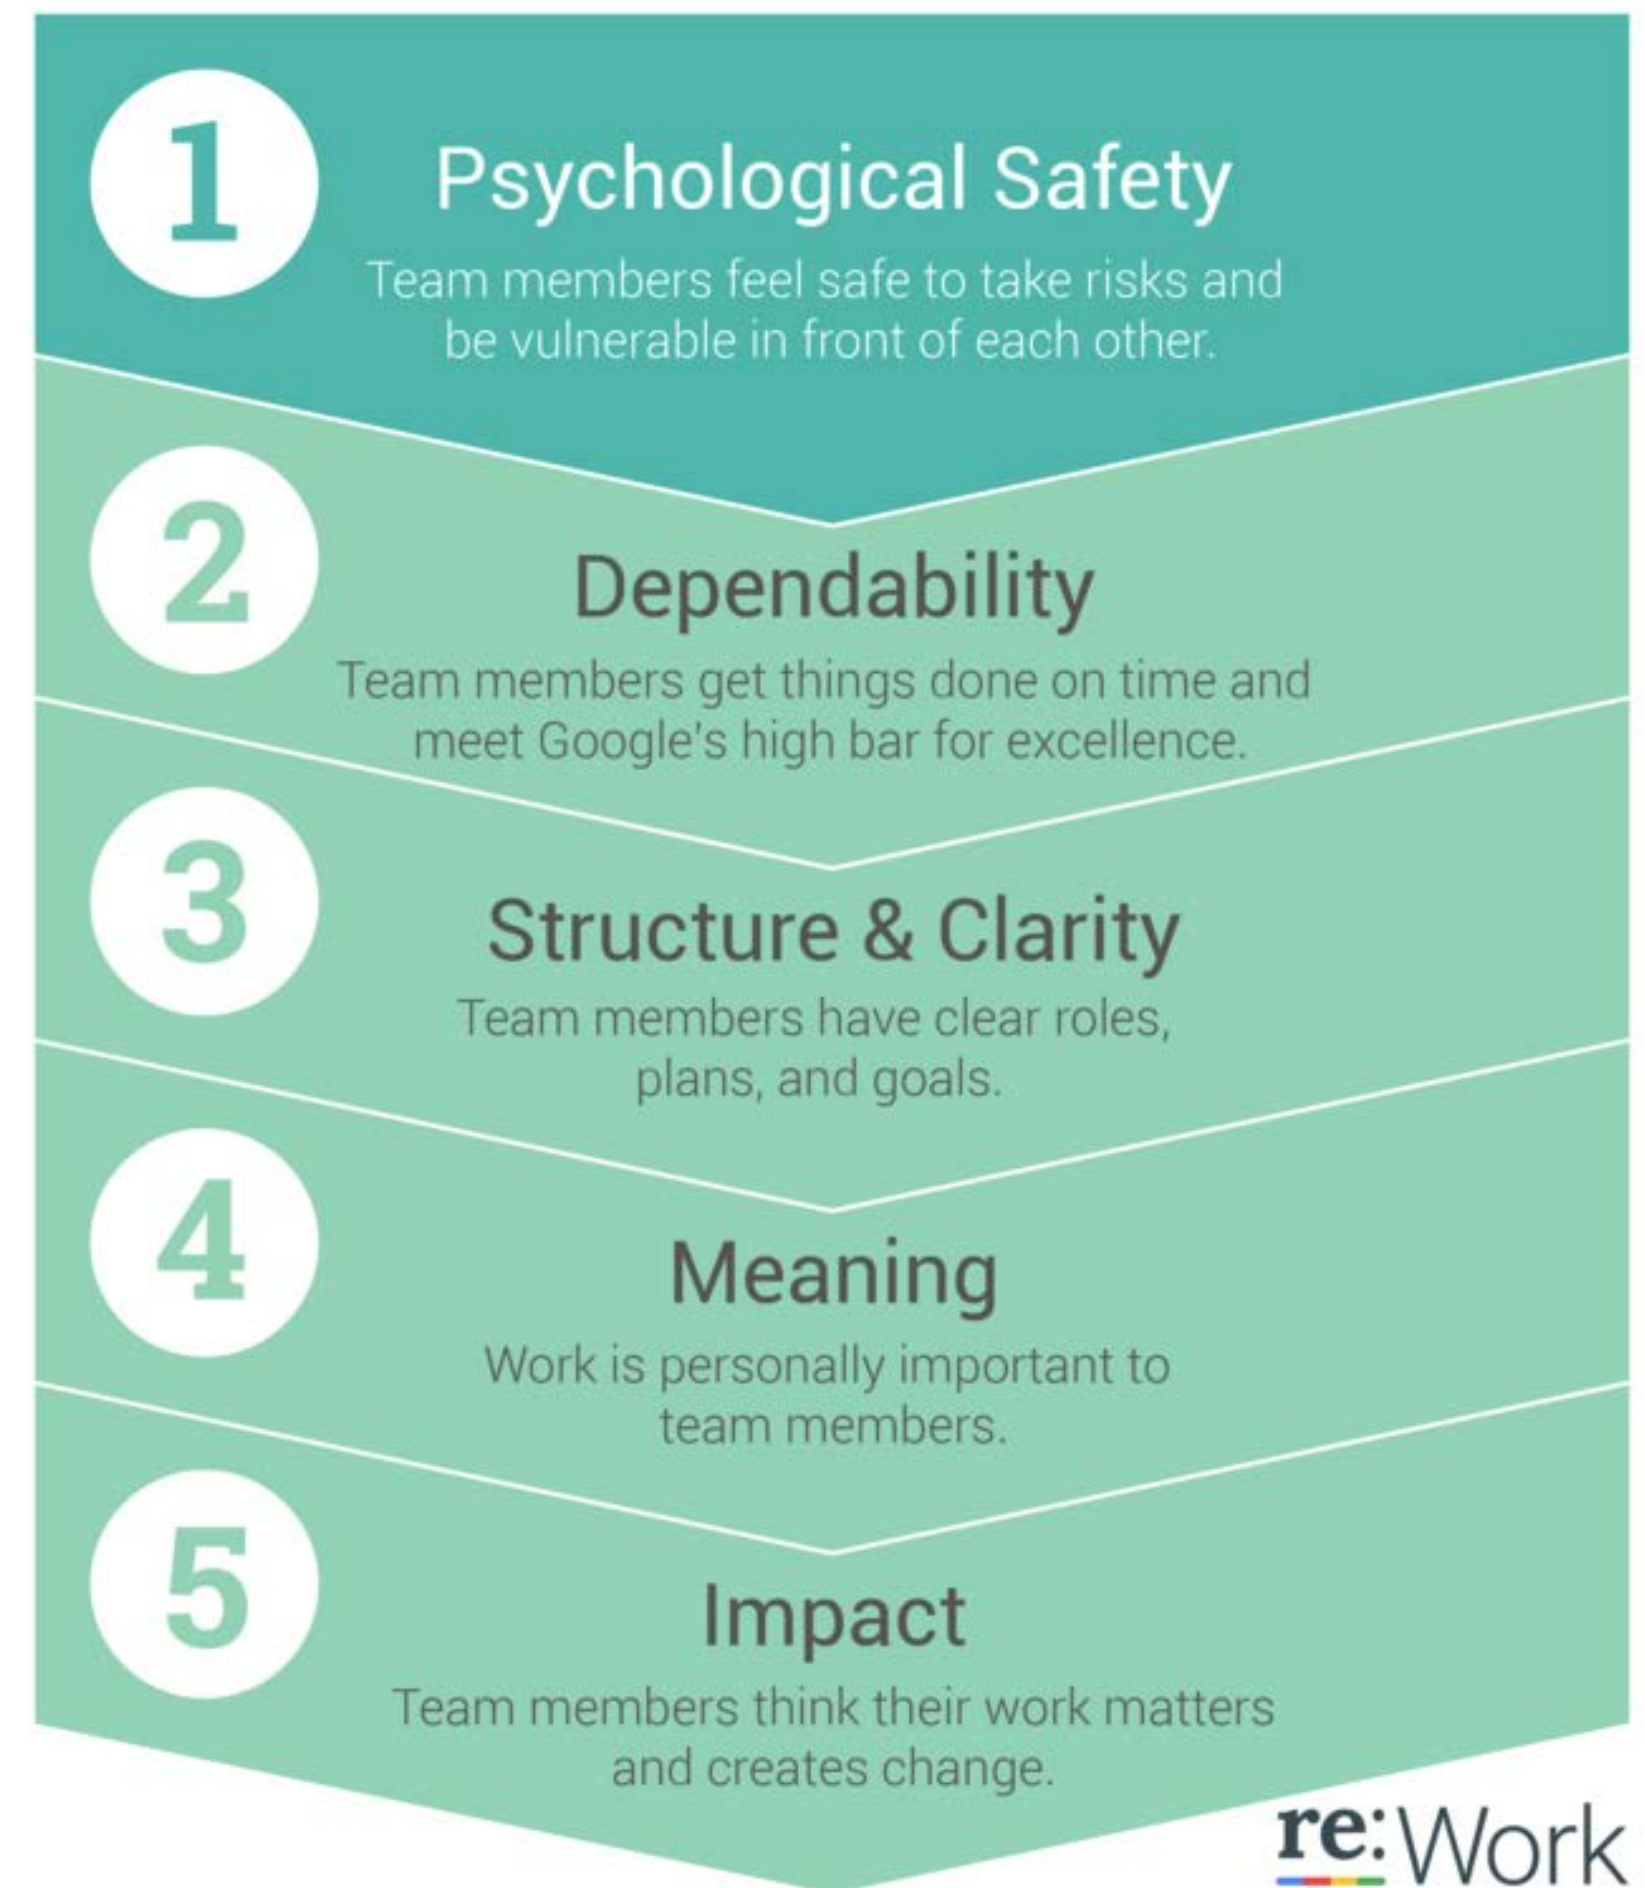 1
Psychological Safety
Team members feel safe to take risks and
be vulnerable in front of each other.
2
Dependability
Team members get things done on time and
meet Google's high bar for excellence.
3
Structure & Clarity
Team members have clear roles,
plans, and goals.
4
Meaning
Work is personally important to
team members.
5
Impact
Team members think their work matters
and creates change.
re:Work